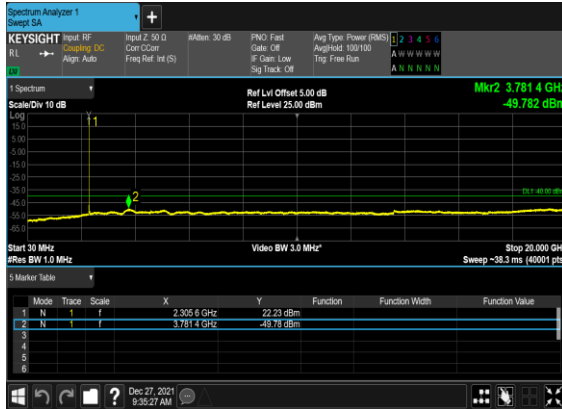 Spectrum Analyzer 1
Swept SA
+
KEYSIGHT Input: RF Input Z: 50 Ω #Atten: 30 dB PNO: Fast Avg Type: Power (RMS) 1 2 3 4 5 6
RL Coupling: DC Corr CCorr Gate: Off Avg|Hold: 100/100 A W W W W W
Align: Auto Freq Ref: Int (S) IF Gain: Low Trig: Free Run
Sig Track: Off A N N N N N
LU
1 Spectrum Ref Lvl Offset 5.00 dB Mkr2 3.781 4 GHz
Scale/Div 10 dB Ref Level 25.00 dBm -49.782 dBm
Log
1
15.0
5.00
-5.00
-15.0
-25.0
-35.0 2 DL1 -40.00 dBm
-45.0
-55.0
-65.0
Start 30 MHz Video BW 3.0 MHz* Stop 20.000 GHz
#Res BW 1.0 MHz Sweep ~38.3 ms (40001 pts)
5 Marker Table
Mode Trace Scale X Y Function Function Width Function Value
1 N 1 f 2.305 6 GHz 22.23 dBm
2 N 1 f 3.781 4 GHz -49.78 dBm
3
4
5
6
? Dec 27, 2021
9:35:27 AM